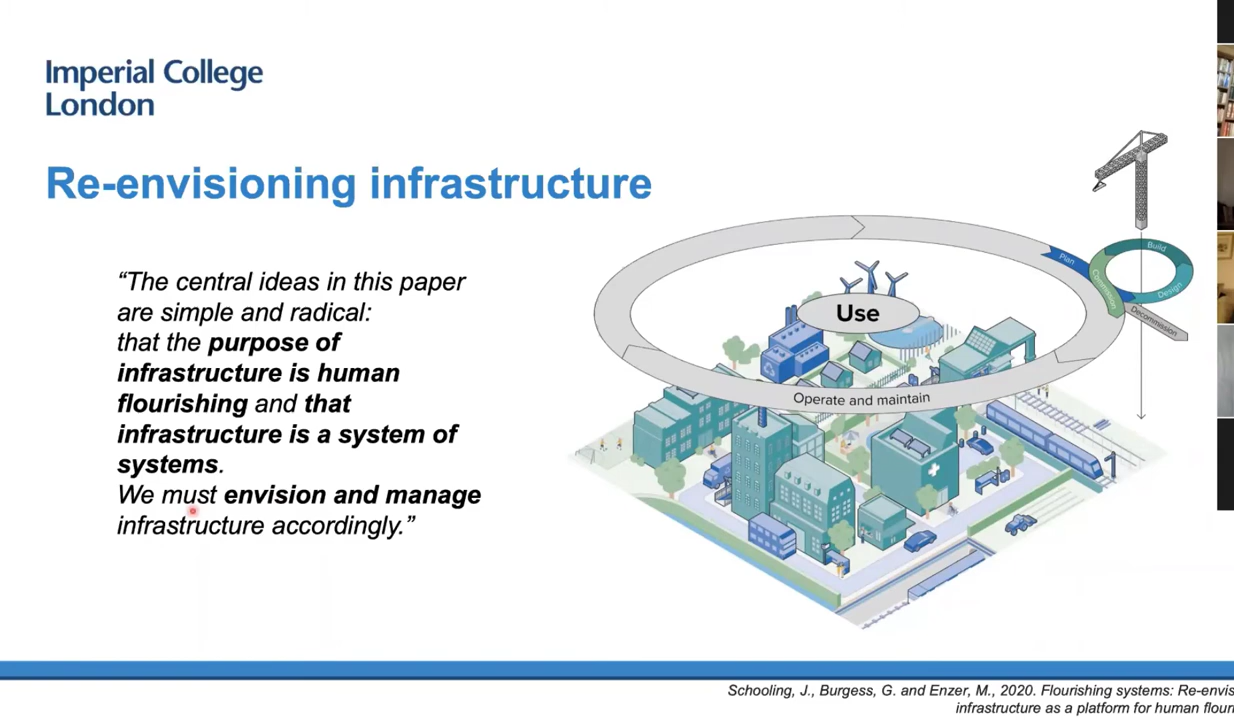 Imperial College
London
Re-envisioning infrastructure
“The central ideas in this paper
are simple and radical:
that the purpose of
infrastructure is human
flourishing and that
infrastructure is a system of
systems.
We must envision and manage
infrastructure accordingly.”
Use
Operate and maintain
Plan
Commission
Build
Design
Decommission
Schooling, J., Burgess, G. and Enzer, M., 2020. Flourishing systems: Re-envis
infrastructure as a platform for human flour